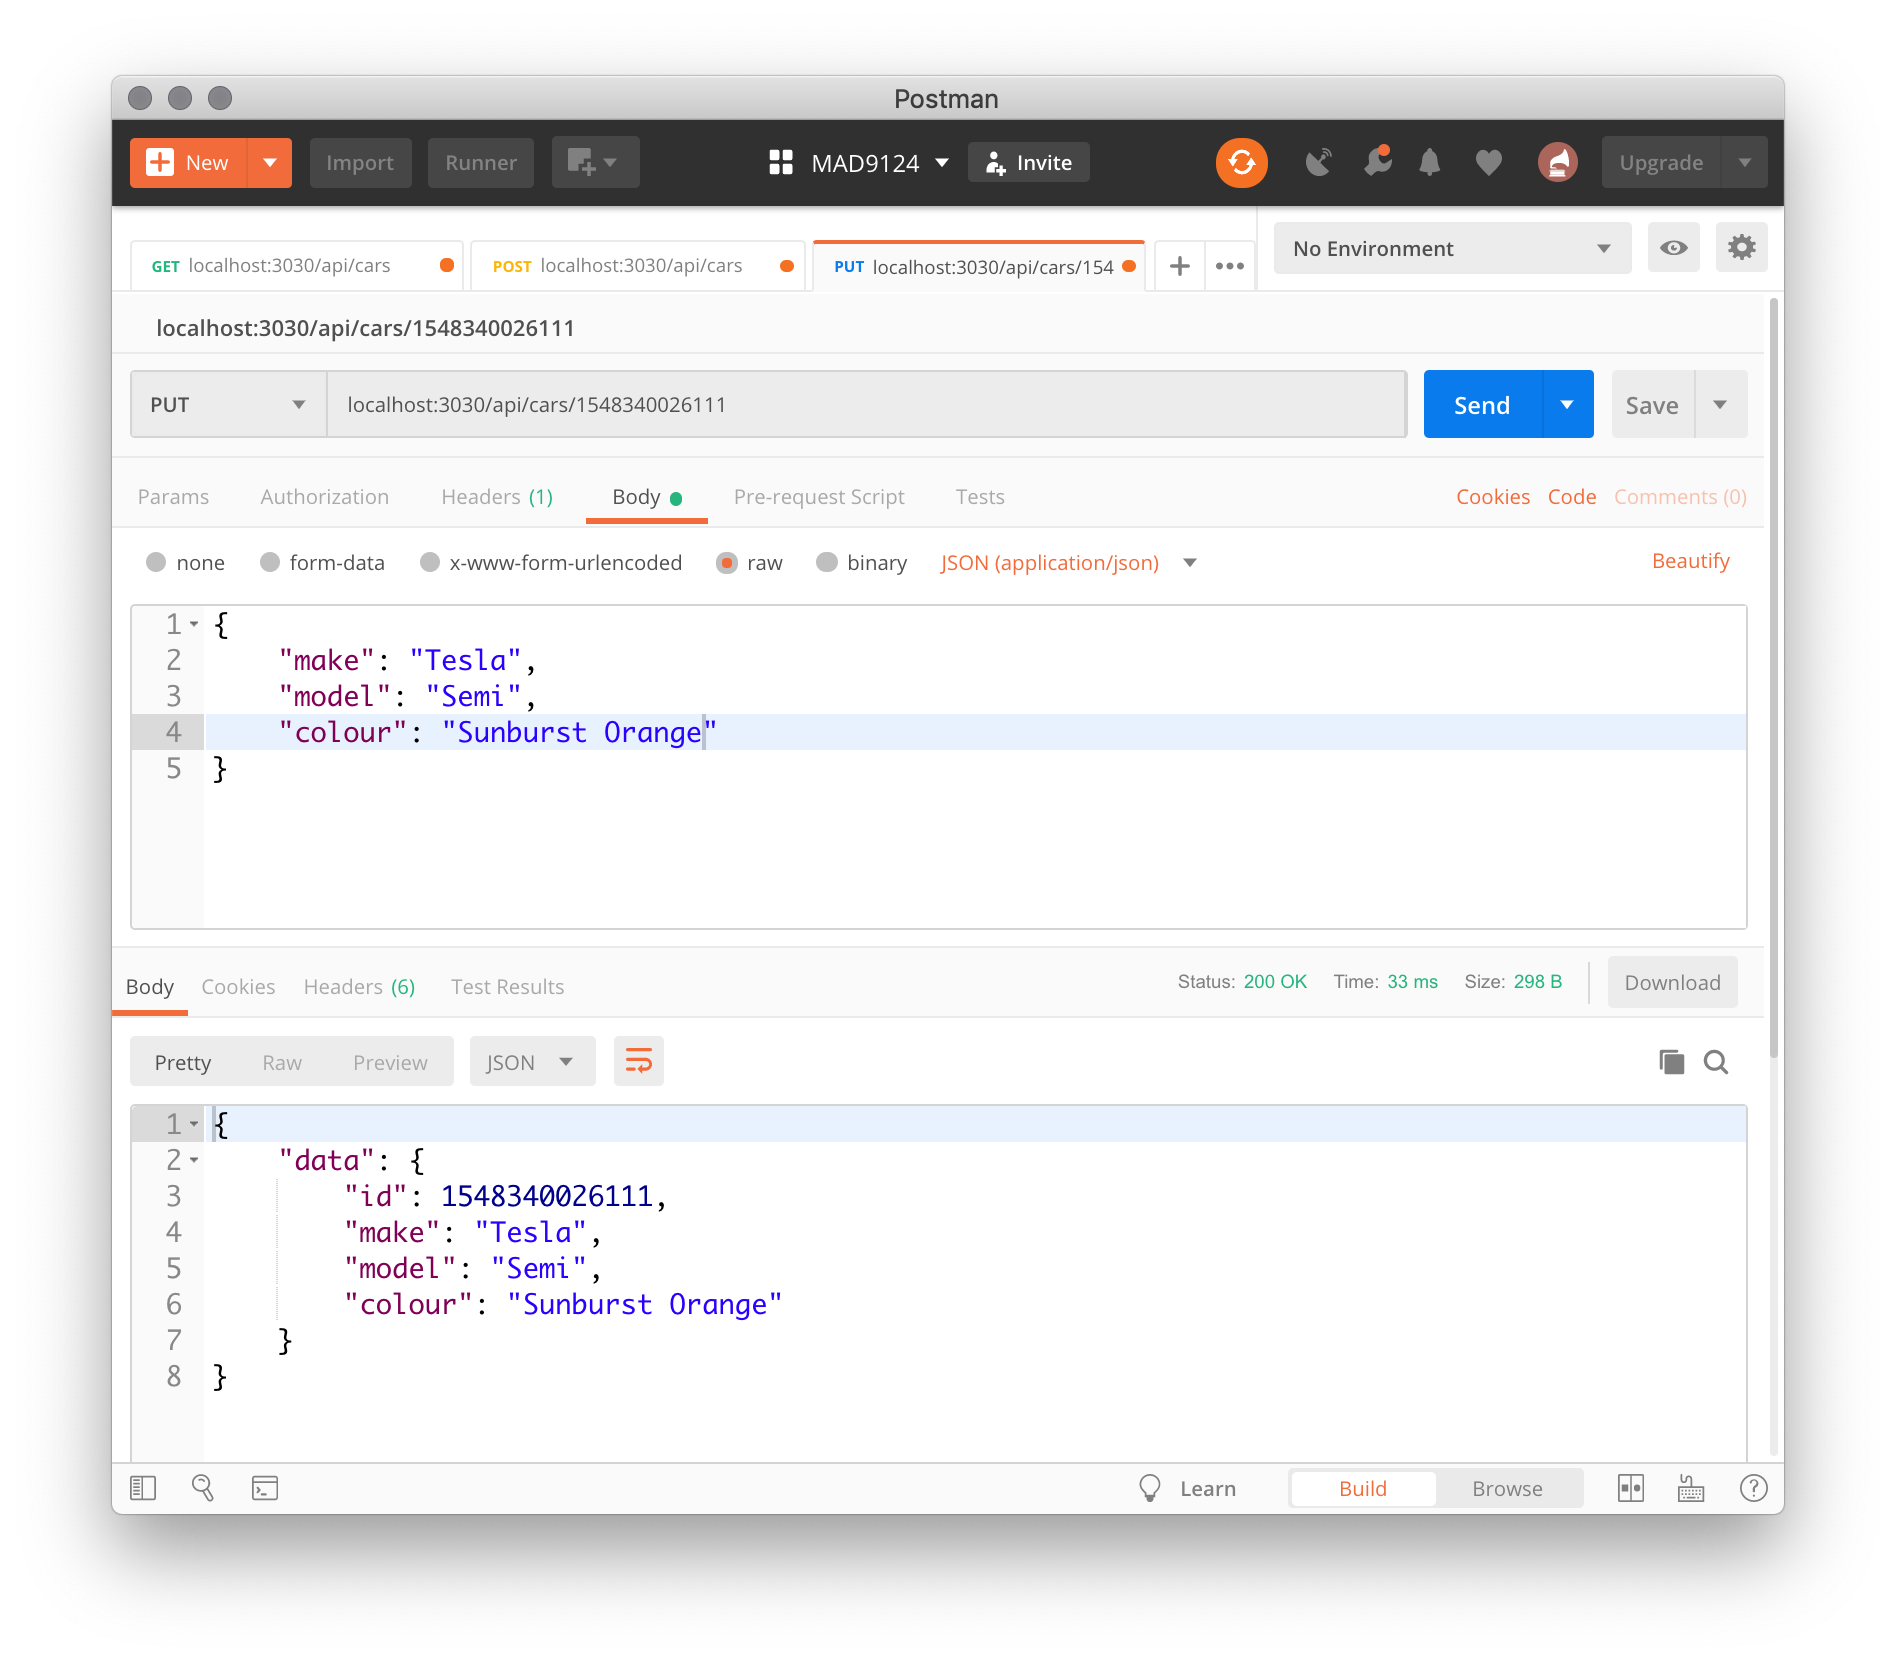 Postman
New Import Runner MAD9124 Invite Upgrade
GET localhost:3030/api/cars POST localhost:3030/api/cars PUT localhost:3030/api/cars/154 No Environment
localhost:3030/api/cars/1548340026111
PUT localhost:3030/api/cars/1548340026111 Send Save
Params Authorization Headers (1) Body Pre-request Script Tests Cookies Code Comments (0)
none form-data x-www-form-urlencoded raw binary JSON (application/json) Beautify
1 {
2 "make": "Tesla",
3 "model": "Semi",
4 "colour": "Sunburst Orange"
5 }
Body Cookies Headers (6) Test Results Status: 200 OK Time: 33 ms Size: 298 B Download
Pretty Raw Preview JSON
1 {
2 "data": {
3 "id": 1548340026111,
4 "make": "Tesla",
5 "model": "Semi",
6 "colour": "Sunburst Orange"
7 }
8 }
Learn Build Browse